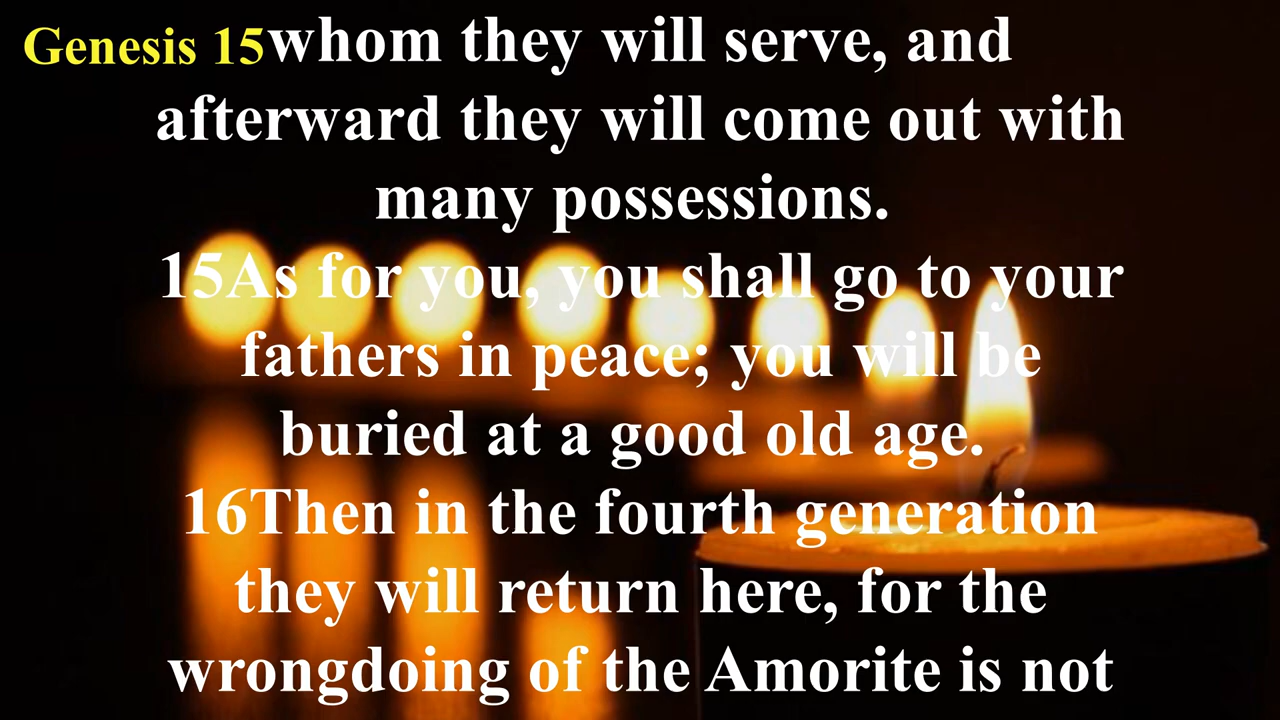 Genesis 15
whom they will serve, and
afterward they will come out with
many possessions.
15As for you, you shall go to your
fathers in peace; you will be
buried at a good old age.
16Then in the fourth generation
they will return here, for the
wrongdoing of the Amorite is not